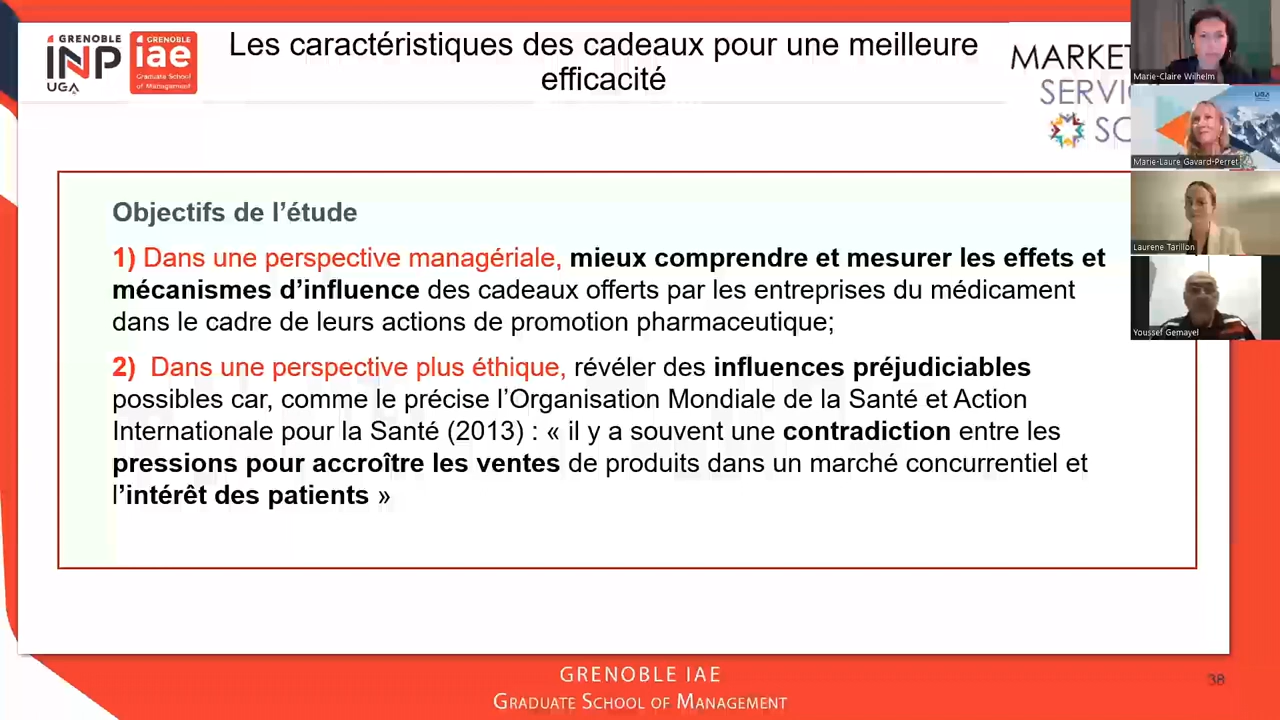 GRENOBLE
INP
UGA
GRENOBLE
iae
Graduate School
of Management
Les caractéristiques des cadeaux pour une meilleure
efficacité
MARKET
SERVIC
SO
Marie-Claire Wilhelm
UGA
Marie-Laure Gavard-Perret
Laurene Tarillon
Youssef Gemayel
Objectifs de l’étude
1) Dans une perspective managériale, mieux comprendre et mesurer les effets et
mécanismes d’influence des cadeaux offerts par les entreprises du médicament
dans le cadre de leurs actions de promotion pharmaceutique;
2) Dans une perspective plus éthique, révéler des influences préjudiciables
possibles car, comme le précise l’Organisation Mondiale de la Santé et Action
Internationale pour la Santé (2013) : « il y a souvent une contradiction entre les
pressions pour accroître les ventes de produits dans un marché concurrentiel et
l’intérêt des patients »
GRENOBLE IAE
GRADUATE SCHOOL OF MANAGEMENT
38